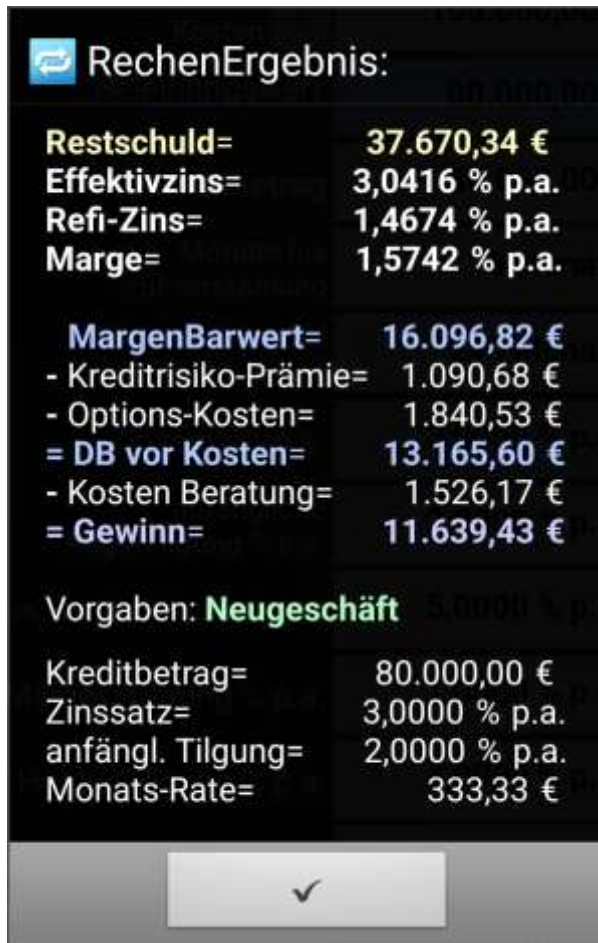 RechenErgebnis:
Restschuld= 37.670,34 €
Effektivzins= 3,0416 % p.a.
Refi-Zins= 1,4674 % p.a.
Marge= 1,5742 % p.a.
MargenBarwert= 16.096,82 €
- Kreditrisiko-Prämie= 1.090,68 €
- Options-Kosten= 1.840,53 €
= DB vor Kosten= 13.165,60 €
- Kosten Beratung= 1.526,17 €
= Gewinn= 11.639,43 €
Vorgaben: Neugeschäft
Kreditbetrag= 80.000,00 €
Zinssatz= 3,0000 % p.a.
anfängl. Tilgung= 2,0000 % p.a.
Monats-Rate= 333,33 €